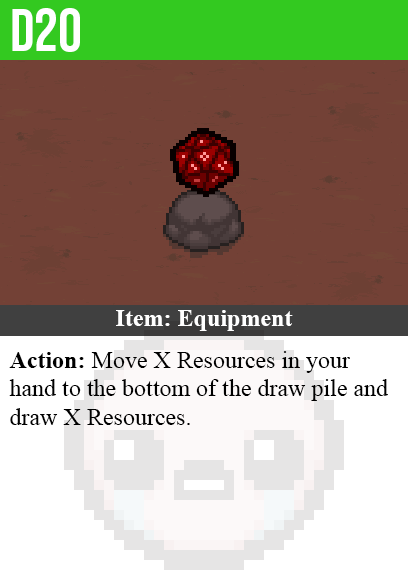 D20
Item: Equipment
Action: Move X Resources in your
hand to the bottom of the draw pile and
draw X Resources.